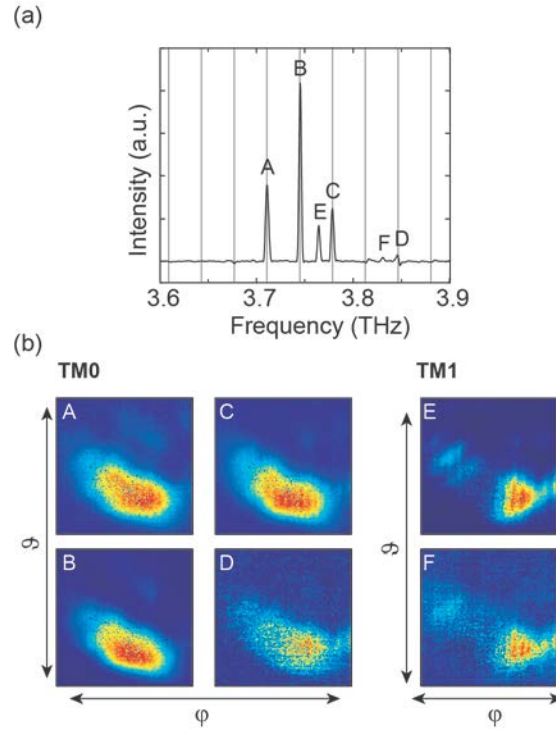 (a)
B
A
C
E
F D
Intensity (a.u.)
3.6 3.7 3.8 3.9
Frequency (THz)
(b)
TM0 TM1
A C E
B D F
ϑ ϑ
φ φ